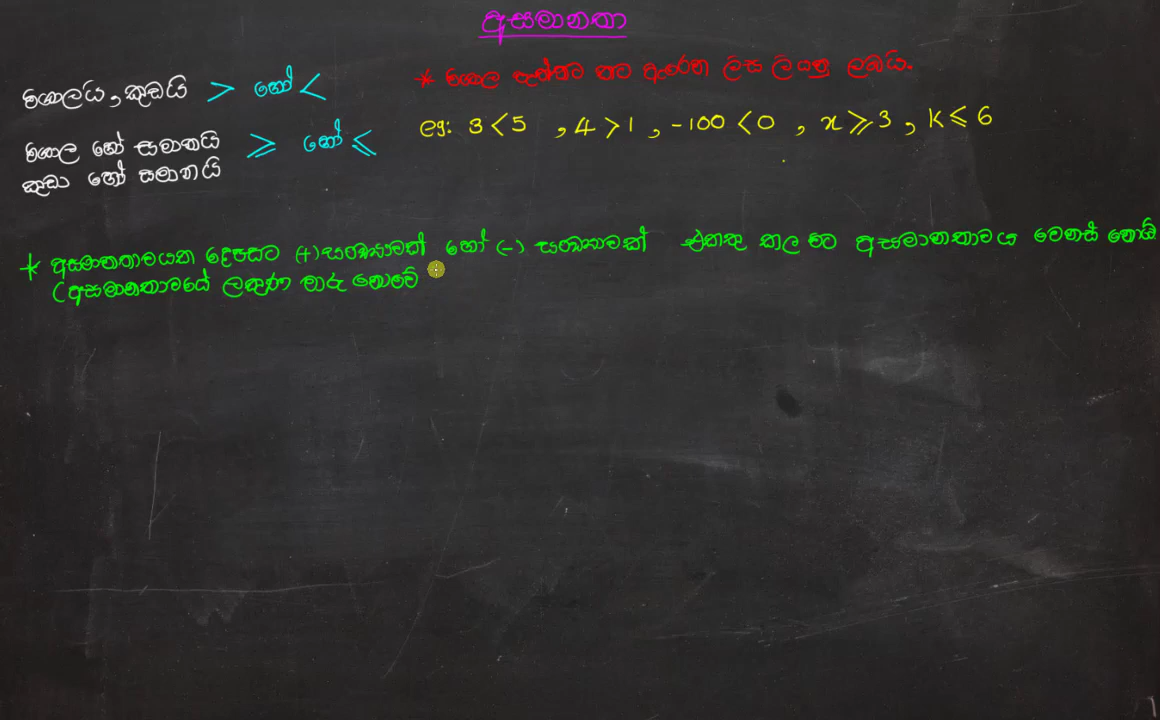 අසමානතා
විශාලයි, කුඩයි > හෝ <
* විශාල පැත්තට කට ඇරෙන ලෙස ලියනු ලබයි.
eg: 3 < 5 , 4 > 1 , -100 < 0 , x ⩾ 3 , K ⩽ 6
විශාල හෝ සමානයි ⩾ හෝ ⩽
කුඩා හෝ සමානයි
* අසමානතාවයක දෙපසට (+) සංඛ්‍යාවක් හෝ (-) සංඛ්‍යාවක් එකතු කල විට අසමානතාවය වෙනස් නොවේ
(අසමානතාවයේ ලකුණ මාරු නොවේ